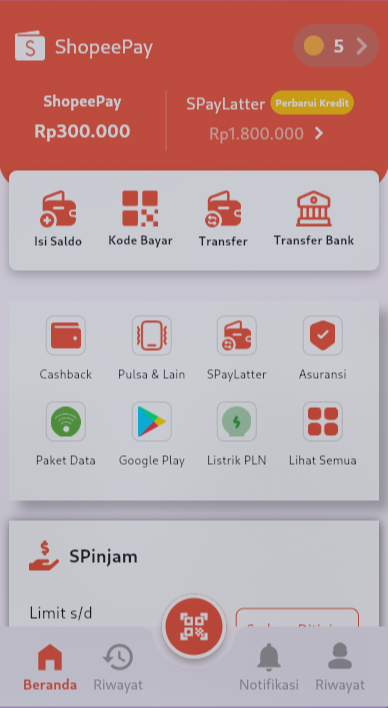 ShopeePay
5
ShopeePay
SPayLatter Perbarui Kredit
Rp300.000
Rp1.800.000
Isi Saldo Kode Bayar Transfer Transfer Bank
Cashback Pulsa & Lain SPayLatter Asuransi
Paket Data Google Play Listrik PLN Lihat Semua
SPinjam
Limit s/d
Beranda Riwayat Notifikasi Riwayat